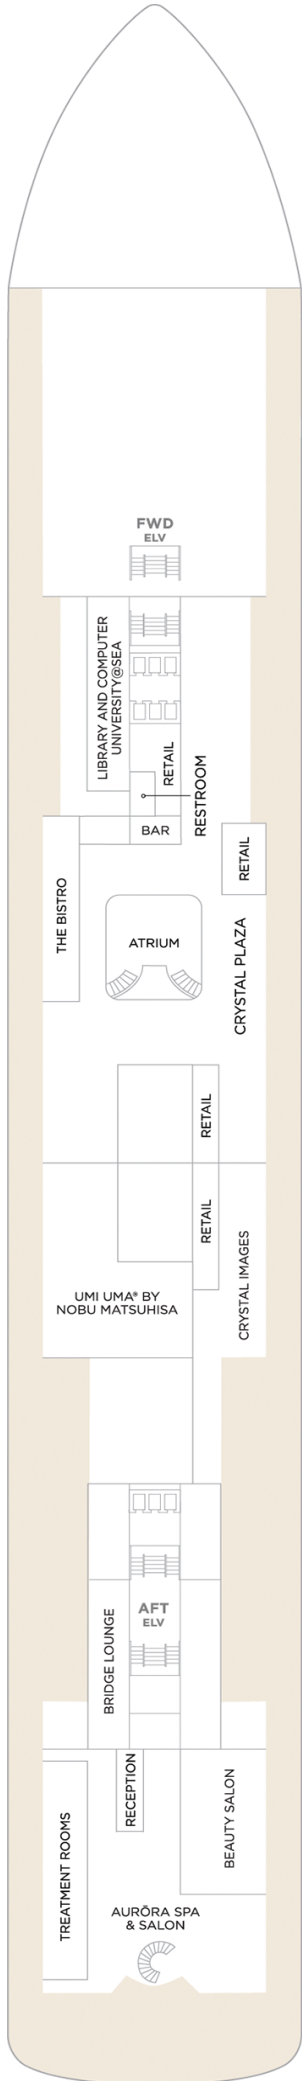 FWD
ELV
LIBRARY AND COMPUTER
UNIVERSITY@SEA
RETAIL
RESTROOM
BAR
RETAIL
THE BISTRO
ATRIUM
CRYSTAL PLAZA
RETAIL
RETAIL
CRYSTAL IMAGES
UMI UMA® BY
NOBU MATSUHISA
AFT
ELV
BRIDGE LOUNGE
RECEPTION
BEAUTY SALON
TREATMENT ROOMS
AURŌRA SPA
& SALON